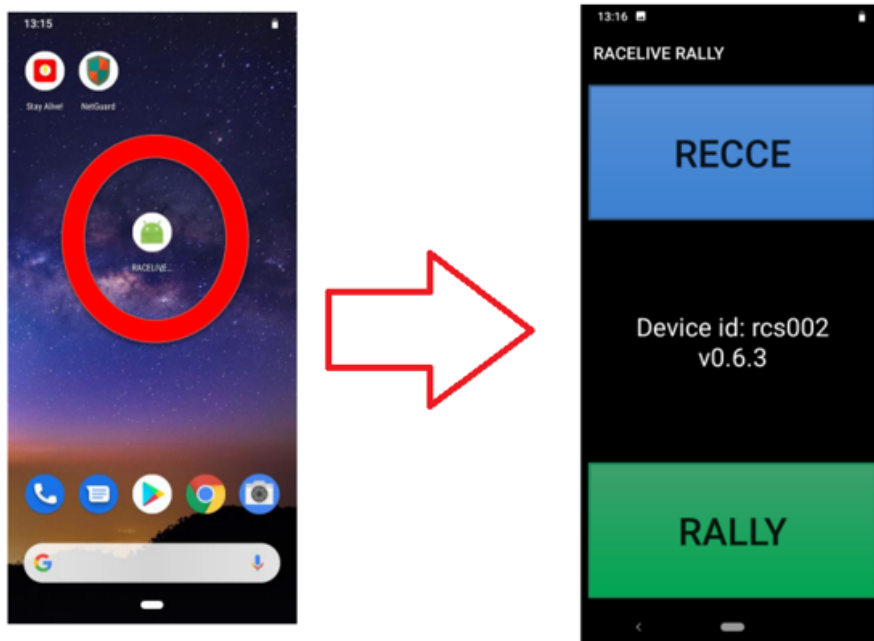 13:15
Stay Alive!
NetGuard
RACELIVE...
G
13:16
RACELIVE RALLY
RECCE
Device id: rcs002
v0.6.3
RALLY